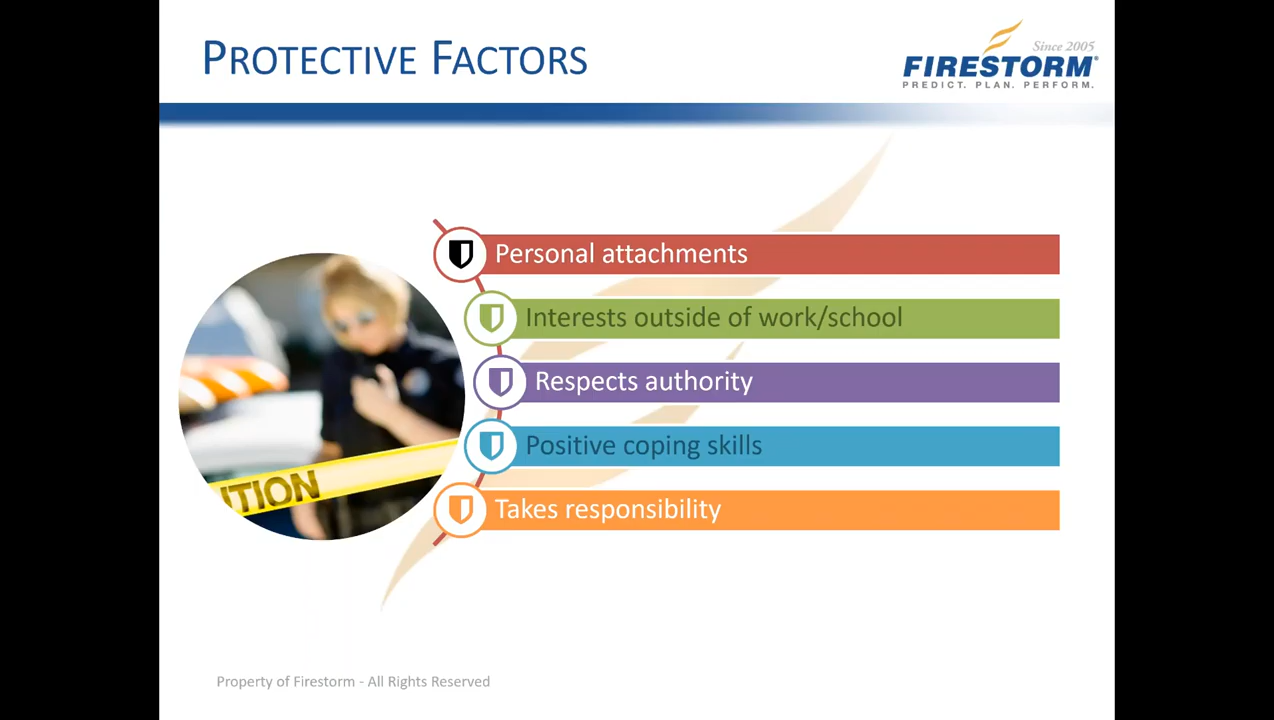 PROTECTIVE FACTORS
Since 2005
FIRESTORM®
PREDICT. PLAN. PERFORM.
Personal attachments
Interests outside of work/school
Respects authority
Positive coping skills
Takes responsibility
UTION
Property of Firestorm - All Rights Reserved